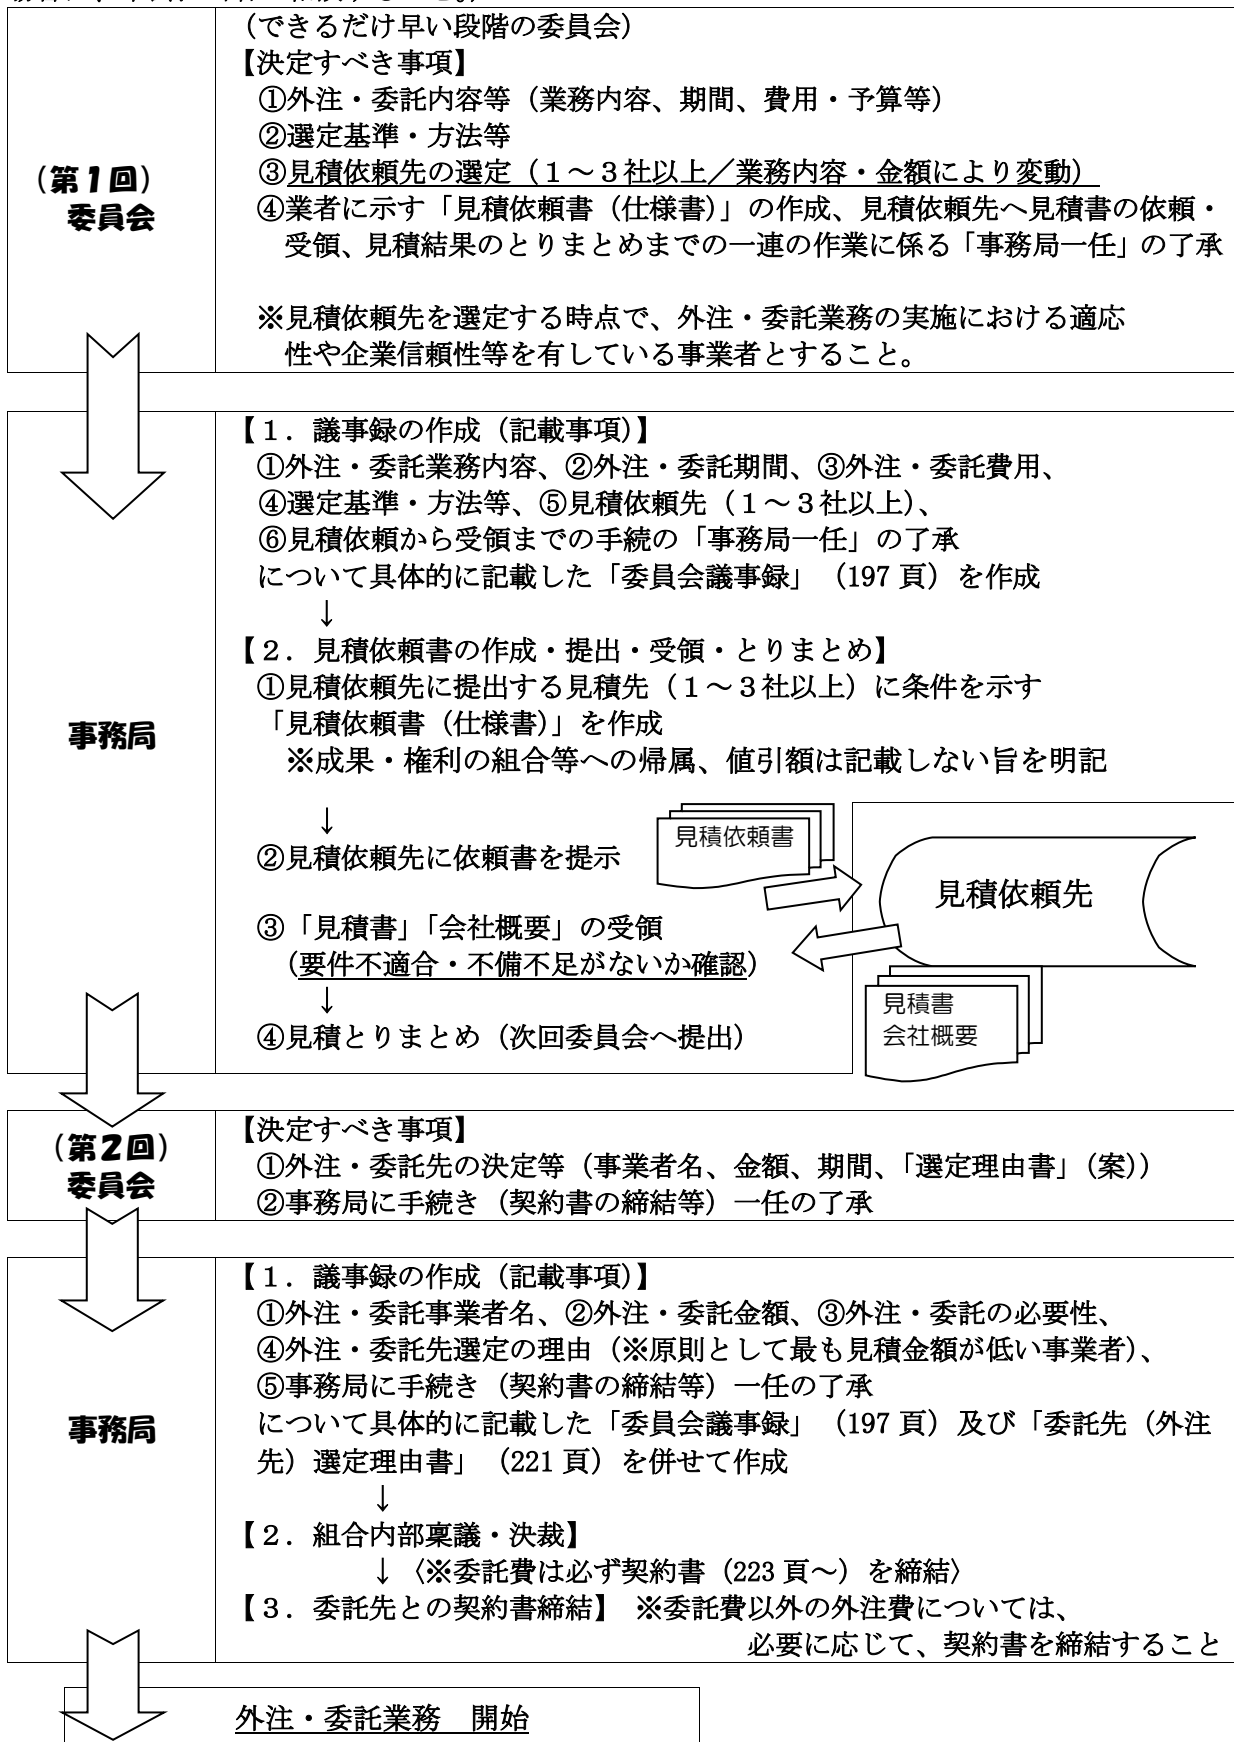 （できるだけ早い段階の委員会）
【決定すべき事項】
①外注・委託内容等（業務内容、期間、費用・予算等）
②選定基準・方法等
③見積依頼先の選定（１～３社以上／業務内容・金額により変動）
④業者に示す「見積依頼書（仕様書）」の作成、見積依頼先へ見積書の依頼・
受領、見積結果のとりまとめまでの一連の作業に係る「事務局一任」の了承
※見積依頼先を選定する時点で、外注・委託業務の実施における適応
性や企業信頼性等を有している事業者とすること。
（第１回）
委員会
【１．議事録の作成（記載事項）】
①外注・委託業務内容、②外注・委託期間、③外注・委託費用、
④選定基準・方法等、⑤見積依頼先（１～３社以上）、
⑥見積依頼から受領までの手続の「事務局一任」の了承
について具体的に記載した「委員会議事録」（197 頁）を作成
↓
【２．見積依頼書の作成・提出・受領・とりまとめ】
①見積依頼先に提出する見積先（１～３社以上）に条件を示す
「見積依頼書（仕様書）」を作成
※成果・権利の組合等への帰属、値引額は記載しない旨を明記
↓
②見積依頼先に依頼書を提示
③「見積書」「会社概要」の受領
（要件不適合・不備不足がないか確認）
↓
④見積とりまとめ（次回委員会へ提出）
事務局
見積依頼書
見積依頼先
見積書
会社概要
（第２回）
委員会
【決定すべき事項】
①外注・委託先の決定等（事業者名、金額、期間、「選定理由書」（案））
②事務局に手続き（契約書の締結等）一任の了承
事務局
【１．議事録の作成（記載事項）】
①外注・委託事業者名、②外注・委託金額、③外注・委託の必要性、
④外注・委託先選定の理由（※原則として最も見積金額が低い事業者）、
⑤事務局に手続き（契約書の締結等）一任の了承
について具体的に記載した「委員会議事録」（197 頁）及び「委託先（外注
先）選定理由書」（221 頁）を併せて作成
↓
【２．組合内部稟議・決裁】
↓〈※委託費は必ず契約書（223 頁～）を締結〉
【３．委託先との契約書締結】 ※委託費以外の外注費については、
必要に応じて、契約書を締結すること
外注・委託業務　開始